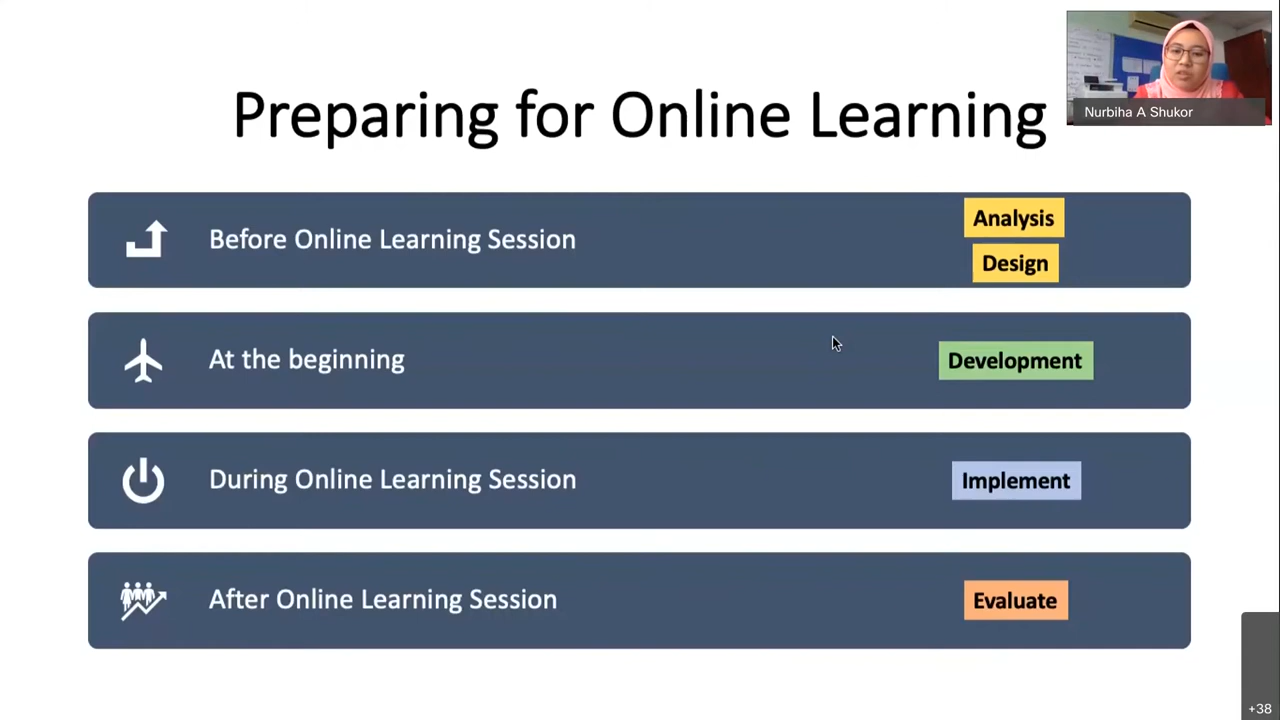 Preparing for Online Learning
Nurbiha A Shukor
Before Online Learning Session
Analysis
Design
At the beginning
Development
During Online Learning Session
Implement
After Online Learning Session
Evaluate
+38